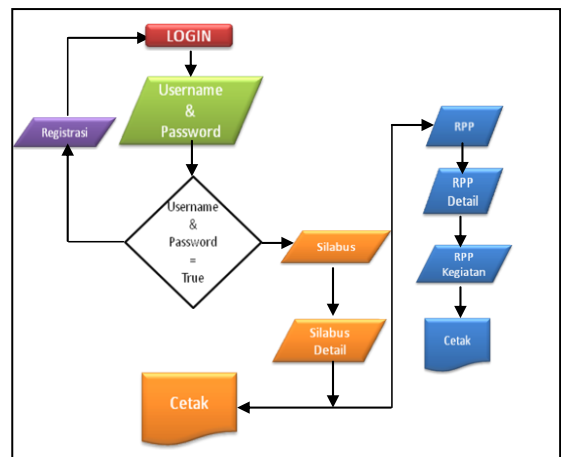 LOGIN
Username
&
Password
Registrasi
Username
&
Password
=
True
Silabus
Silabus
Detail
Cetak
RPP
RPP
Detail
RPP
Kegiatan
Cetak